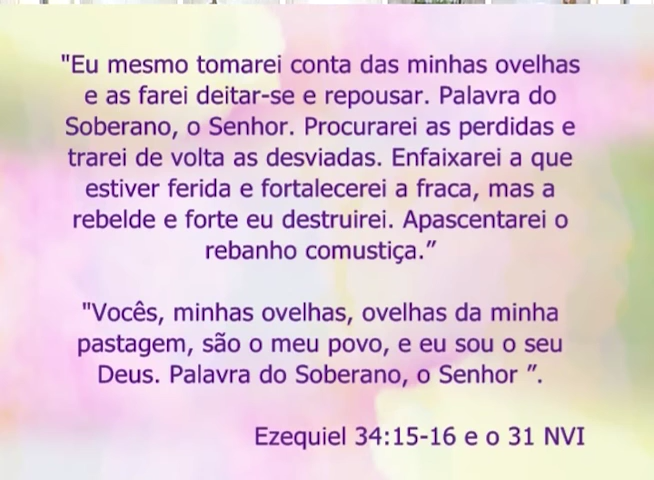 "Eu mesmo tomarei conta das minhas ovelhas
e as farei deitar-se e repousar. Palavra do
Soberano, o Senhor. Procurarei as perdidas e
trarei de volta as desviadas. Enfaixarei a que
estiver ferida e fortalecerei a fraca, mas a
rebelde e forte eu destruirei. Apascentarei o
rebanho comustiça.”
"Vocês, minhas ovelhas, ovelhas da minha
pastagem, são o meu povo, e eu sou o seu
Deus. Palavra do Soberano, o Senhor ”.
Ezequiel 34:15-16 e o 31 NVI